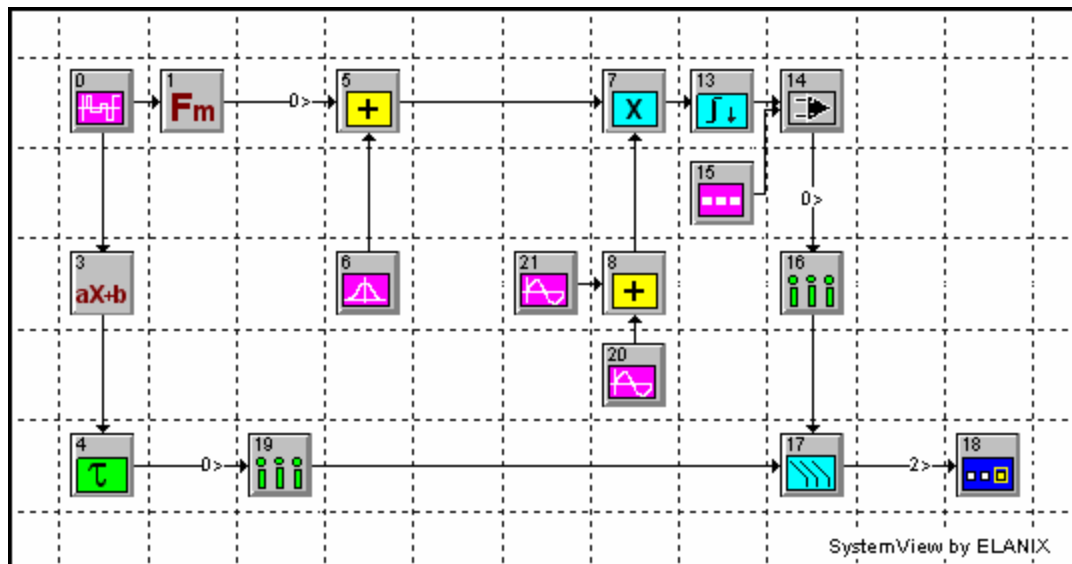 0 1 5 7 13 14
Fm 0> + X ∫↓
15
0>
3 6 21 8 16
aX+b +
20
4 19 17 18
τ 0> 2>
SystemView by ELANIX